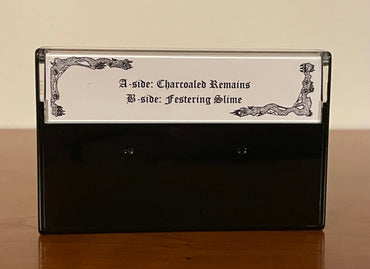 A-side: Charcoaled Remains
B-side: Festering Slime